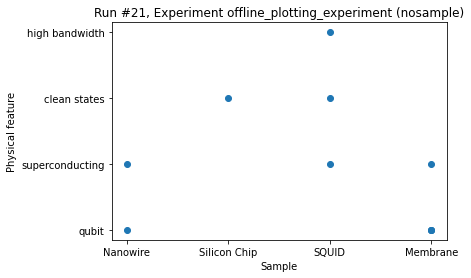 Run #21, Experiment offline_plotting_experiment (nosample)
high bandwidth
clean states
superconducting
qubit
Physical feature
Nanowire Silicon Chip SQUID Membrane
Sample